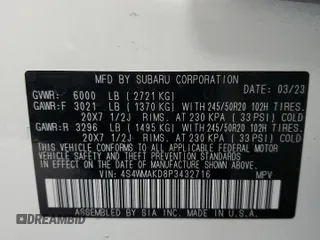 MFD BY SUBARU CORPORATION
DATE: 03/23
GVWR: 6000 LB (2721 KG)
GAWR:F 3021 LB (1370 KG) WITH 245/50R20 102H TIRES.
20X7 1/2J RIMS. AT 230 KPA (33 PSI) COLD
GAWR:R 3296 LB (1495 KG) WITH 245/50R20 102H TIRES.
20X7 1/2J RIMS. AT 230 KPA (33 PSI) COLD
THIS VEHICLE CONFORMS TO ALL APPLICABLE FEDERAL MOTOR
VEHICLE SAFETY STANDARDS IN EFFECT ON THE DATE
OF MANUFACTURE SHOWN ABOVE.
VIN: 4S4WMAKD8P3432716 MPV
ASSEMBLED BY SIA INC. IN U.S.A.
DREAMBID